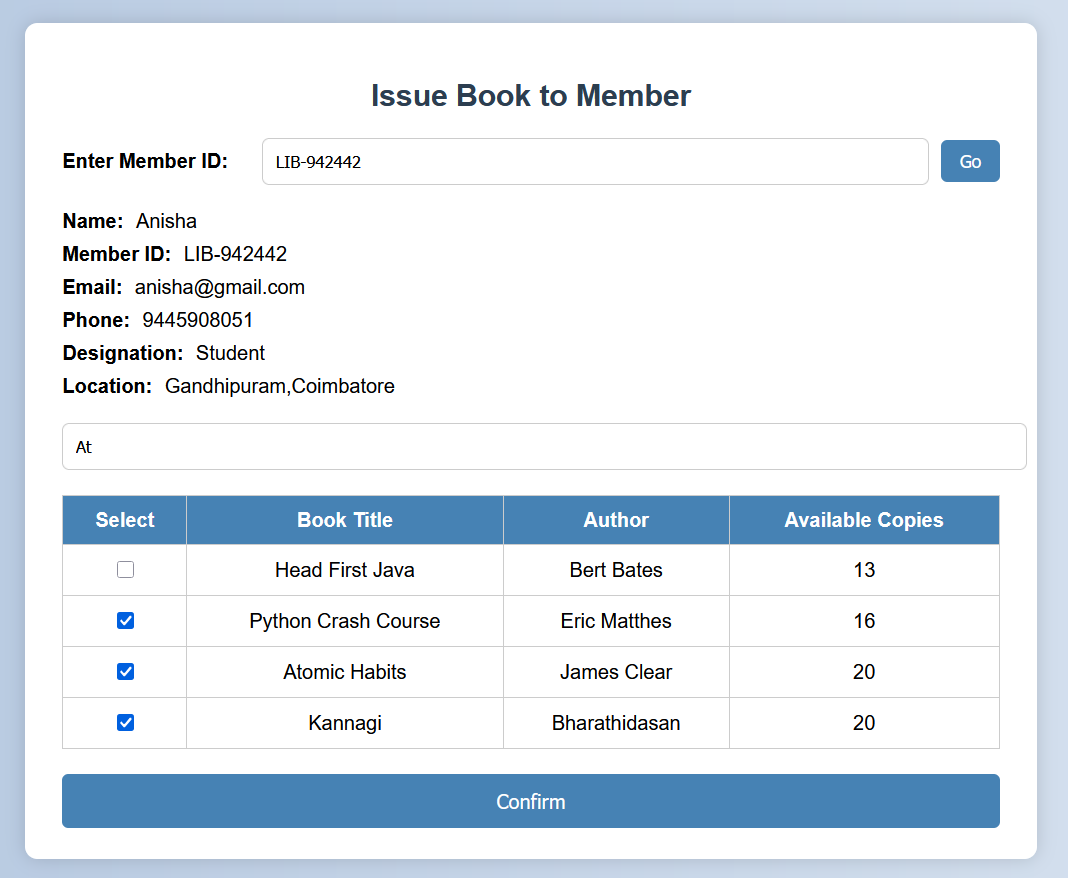 Issue Book to Member
Enter Member ID: LIB-942442 Go
Name: Anisha
Member ID: LIB-942442
Email: anisha@gmail.com
Phone: 9445908051
Designation: Student
Location: Gandhipuram,Coimbatore
At
Select Book Title Author Available Copies
Head First Java Bert Bates 13
Python Crash Course Eric Matthes 16
Atomic Habits James Clear 20
Kannagi Bharathidasan 20
Confirm